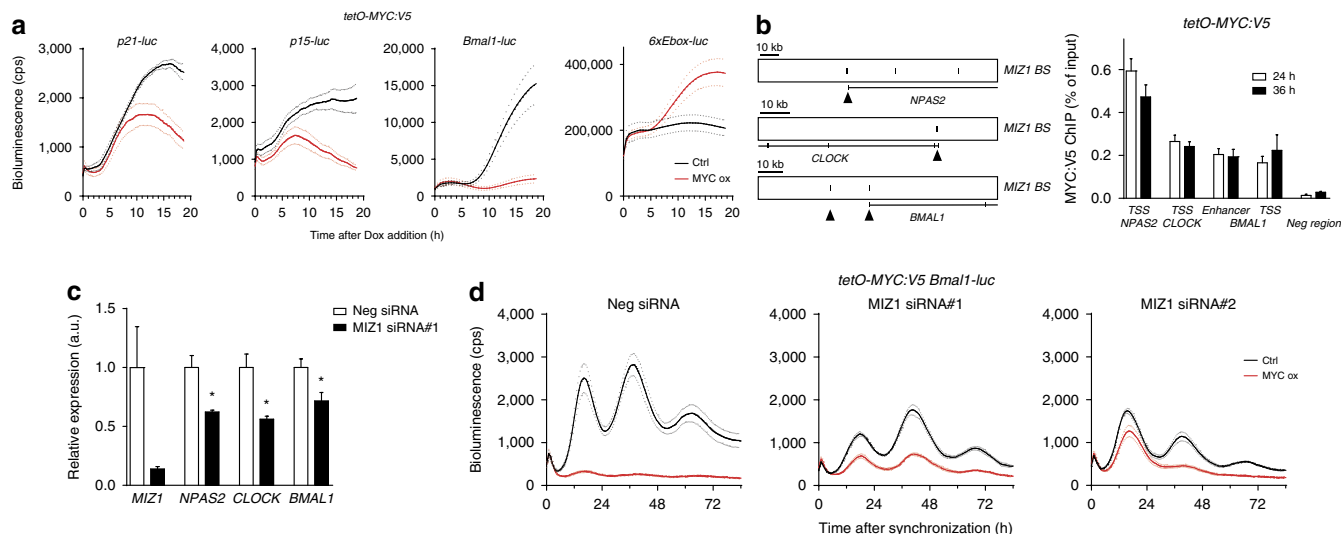 a
tetO-MYC:V5
p21-luc
p15-luc
Bmal1-luc
6xEbox-luc
Bioluminescence (cps)
3,000
2,000
1,000
0
4,000
3,000
2,000
1,000
0
20,000
15,000
10,000
5,000
0
400,000
200,000
0
Ctrl
MYC ox
0 5 10 15 20
0 5 10 15 20
0 5 10 15 20
0 5 10 15 20
Time after Dox addition (h)
b
10 kb
MIZ1 BS
NPAS2
10 kb
MIZ1 BS
CLOCK
10 kb
MIZ1 BS
BMAL1
tetO-MYC:V5
MYC:V5 ChIP (% of input)
0.6
0.4
0.2
0.0
24 h
36 h
TSS TSS Enhancer TSS
NPAS2 CLOCK BMAL1 Neg region
c
Relative expression (a.u.)
1.5
1.0
0.5
0.0
Neg siRNA
MIZ1 siRNA#1
* * *
MIZ1 NPAS2 CLOCK BMAL1
d
tetO-MYC:V5 Bmal1-luc
Neg siRNA
MIZ1 siRNA#1
MIZ1 siRNA#2
Bioluminescence (cps)
4,000
3,000
2,000
1,000
0
4,000
3,000
2,000
1,000
0
4,000
3,000
2,000
1,000
0
Ctrl
MYC ox
0 24 48 72
0 24 48 72
0 24 48 72
Time after synchronization (h)